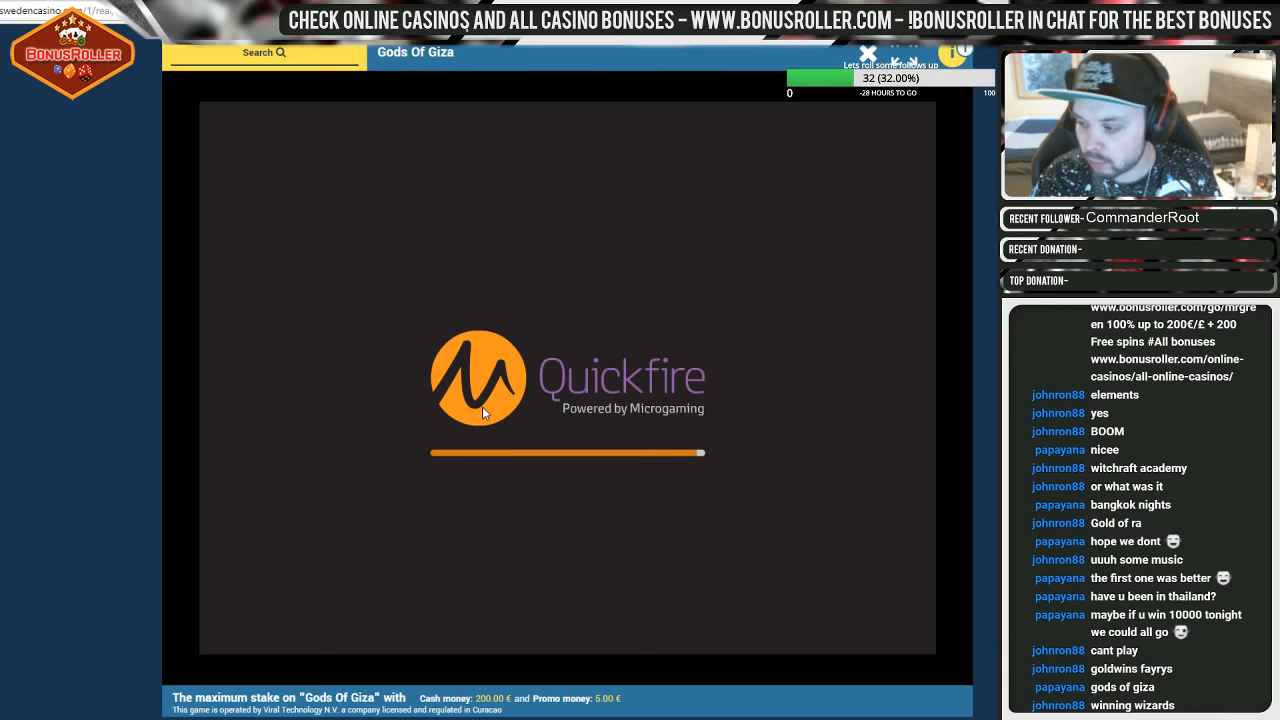 swedencasino
/1/rea
CHECK ONLINE CASINOS AND ALL CASINO BONUSES - WWW.BONUSROLLER.COM - !BONUSROLLER IN CHAT FOR THE BEST BONUSES
BONUSROLLER
Search
Gods Of Giza
Lets roll some follows up
32 (32.00%)
0
-28 HOURS TO GO
100
Quickfire
Powered by Microgaming
RECENT FOLLOWER- CommanderRoot
RECENT DONATION-
TOP DONATION-
www.bonusroller.com/go/mrgre
en 100% up to 200€/£ + 200
Free spins #All bonuses
www.bonusroller.com/online-
casinos/all-online-casinos/
johnron88 elements
johnron88 yes
johnron88 BOOM
papayana nicee
johnron88 witchraft academy
johnron88 or what was it
papayana bangkok nights
johnron88 Gold of ra
papayana hope we dont
johnron88 uuuh some music
papayana the first one was better
papayana have u been in thailand?
papayana maybe if u win 10000 tonight
we could all go
johnron88 cant play
johnron88 goldwins fayrys
papayana gods of giza
johnron88 winning wizards
The maximum stake on "Gods Of Giza" with Cash money: 200.00 € and Promo money: 5.00 €
This game is operated by Viral Technology N.V. a company licensed and regulated in Curacao